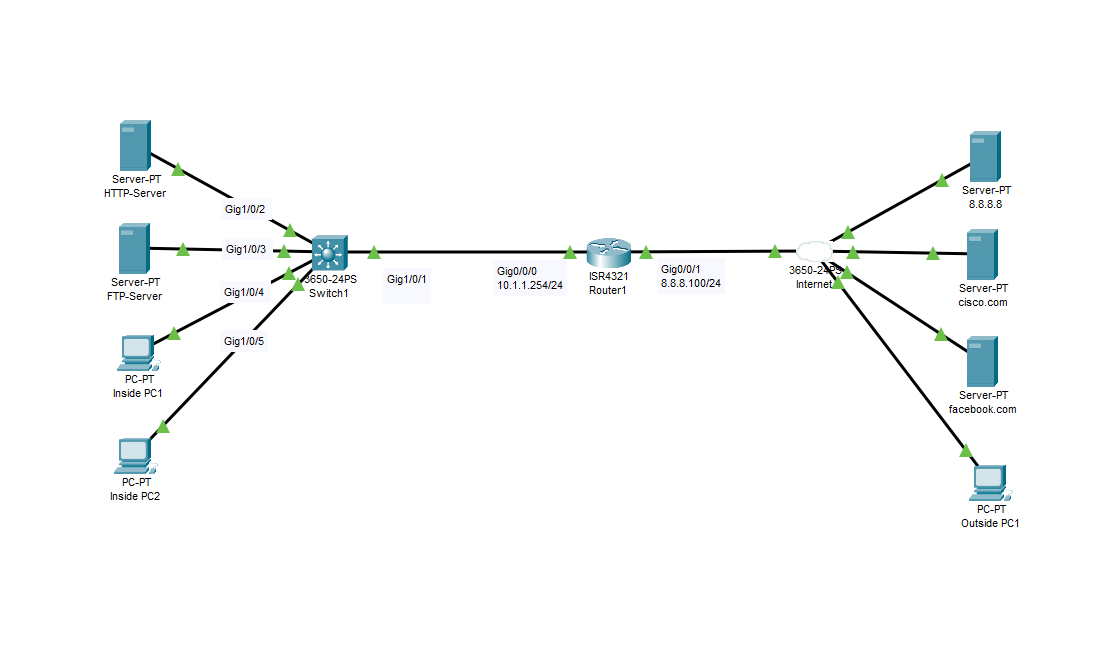 Server-PT
HTTP-Server
Gig1/0/2
Server-PT
FTP-Server
Gig1/0/3
Gig1/0/4
PC-PT
Inside PC1
Gig1/0/5
PC-PT
Inside PC2
3650-24PS
Switch1
Gig1/0/1
Gig0/0/0
10.1.1.254/24
ISR4321
Router1
Gig0/0/1
8.8.8.100/24
3650-24PS
Internet
Server-PT
8.8.8.8
Server-PT
cisco.com
Server-PT
facebook.com
PC-PT
Outside PC1